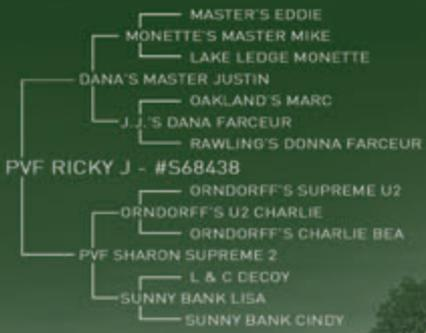 MASTER'S EDDIE
MONETTE'S MASTER MIKE
LAKE LEDGE MONETTE
DANA'S MASTER JUSTIN
OAKLAND'S MARC
J.J.'S DANA FARCEUR
RAWLING'S DONNA FARCEUR
PVF RICKY J - #S68438
ORNDORFF'S SUPREME U2
ORNDORFF'S U2 CHARLIE
ORNDORFF'S CHARLIE BEA
PVF SHARON SUPREME 2
L & C DECOY
SUNNY BANK LISA
SUNNY BANK CINDY